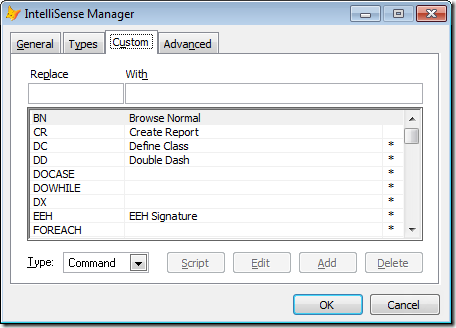 IntelliSense Manager
General Types Custom Advanced
Replace With
BN Browse Normal
CR Create Report
DC Define Class *
DD Double Dash *
DOCASE *
DOWHILE *
DX *
EEH EEH Signature *
FOREACH *
Type: Command Script Edit Add Delete
OK Cancel